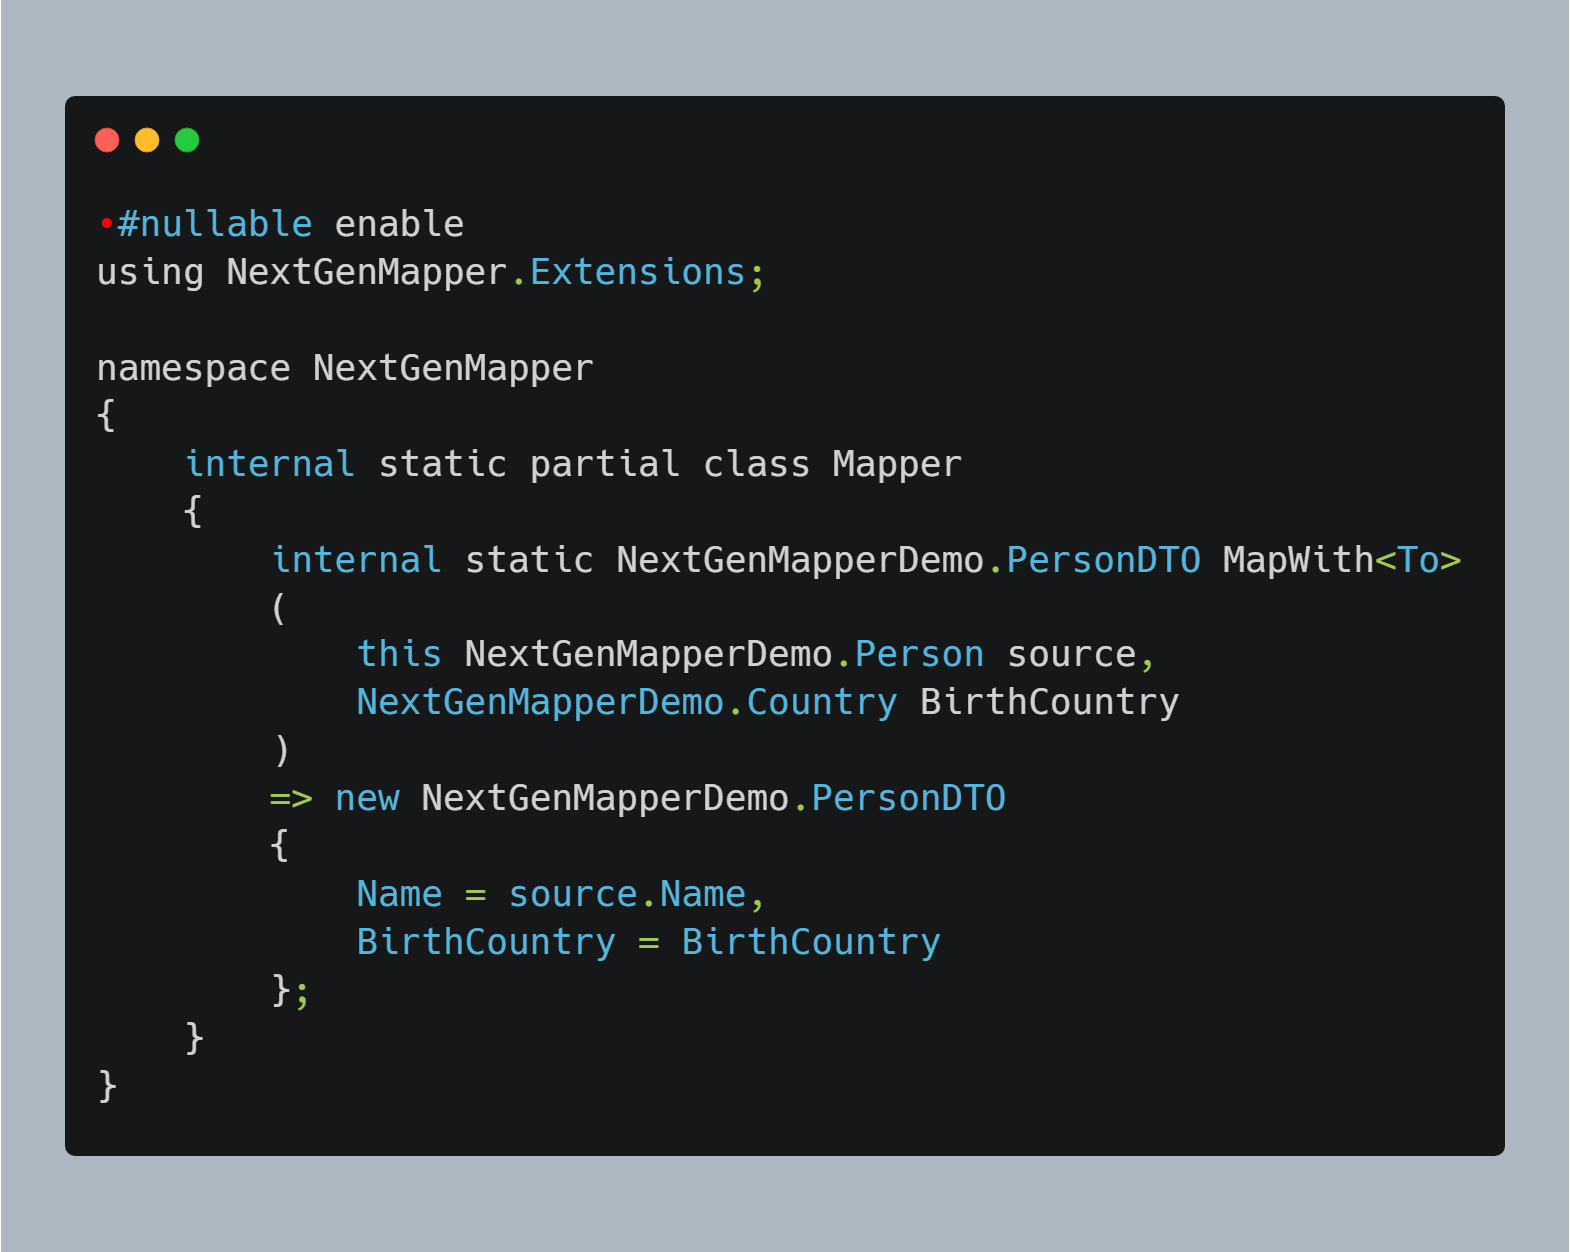 •#nullable enable
using NextGenMapper.Extensions;

namespace NextGenMapper
{
    internal static partial class Mapper
    {
        internal static NextGenMapperDemo.PersonDTO MapWith<To>
        (
            this NextGenMapperDemo.Person source,
            NextGenMapperDemo.Country BirthCountry
        )
        => new NextGenMapperDemo.PersonDTO
        {
            Name = source.Name,
            BirthCountry = BirthCountry
        };
    }
}